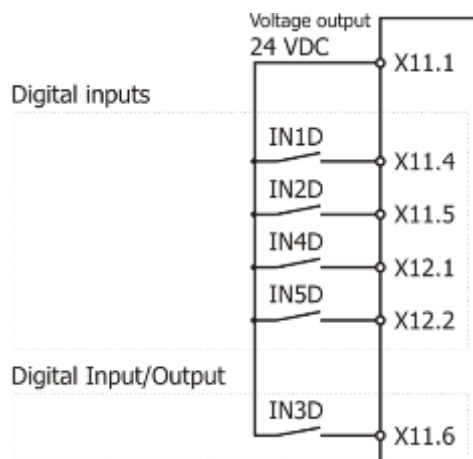 Voltage output
24 VDC
X11.1
Digital inputs
IN1D
X11.4
IN2D
X11.5
IN4D
X12.1
IN5D
X12.2
Digital Input/Output
IN3D
X11.6